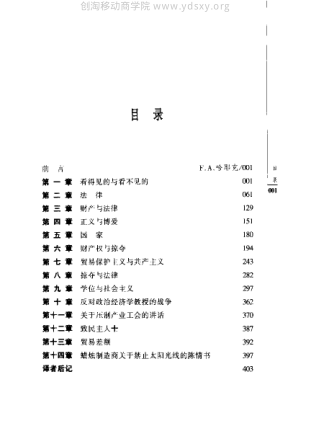 创淘移动商学院 www.ydsxy.org
目 录
前 言 F.A.哈耶克/001
第 一 章 看得见的与看不见的 001
第 二 章 法 律 061
第 三 章 财产与法律 129
第 四 章 正义与博爱 151
第 五 章 国 家 180
第 六 章 财产权与掠夺 194
第 七 章 贸易保护主义与共产主义 243
第 八 章 掠夺与法律 282
第 九 章 学位与社会主义 297
第 十 章 反对政治经济学教授的战争 362
第十一章 关于压制产业工会的讲话 370
第十二章 致民主人士 387
第十三章 贸易差额 392
第十四章 蜡烛制造商关于禁止太阳光线的陈情书 397
译者后记 403
001